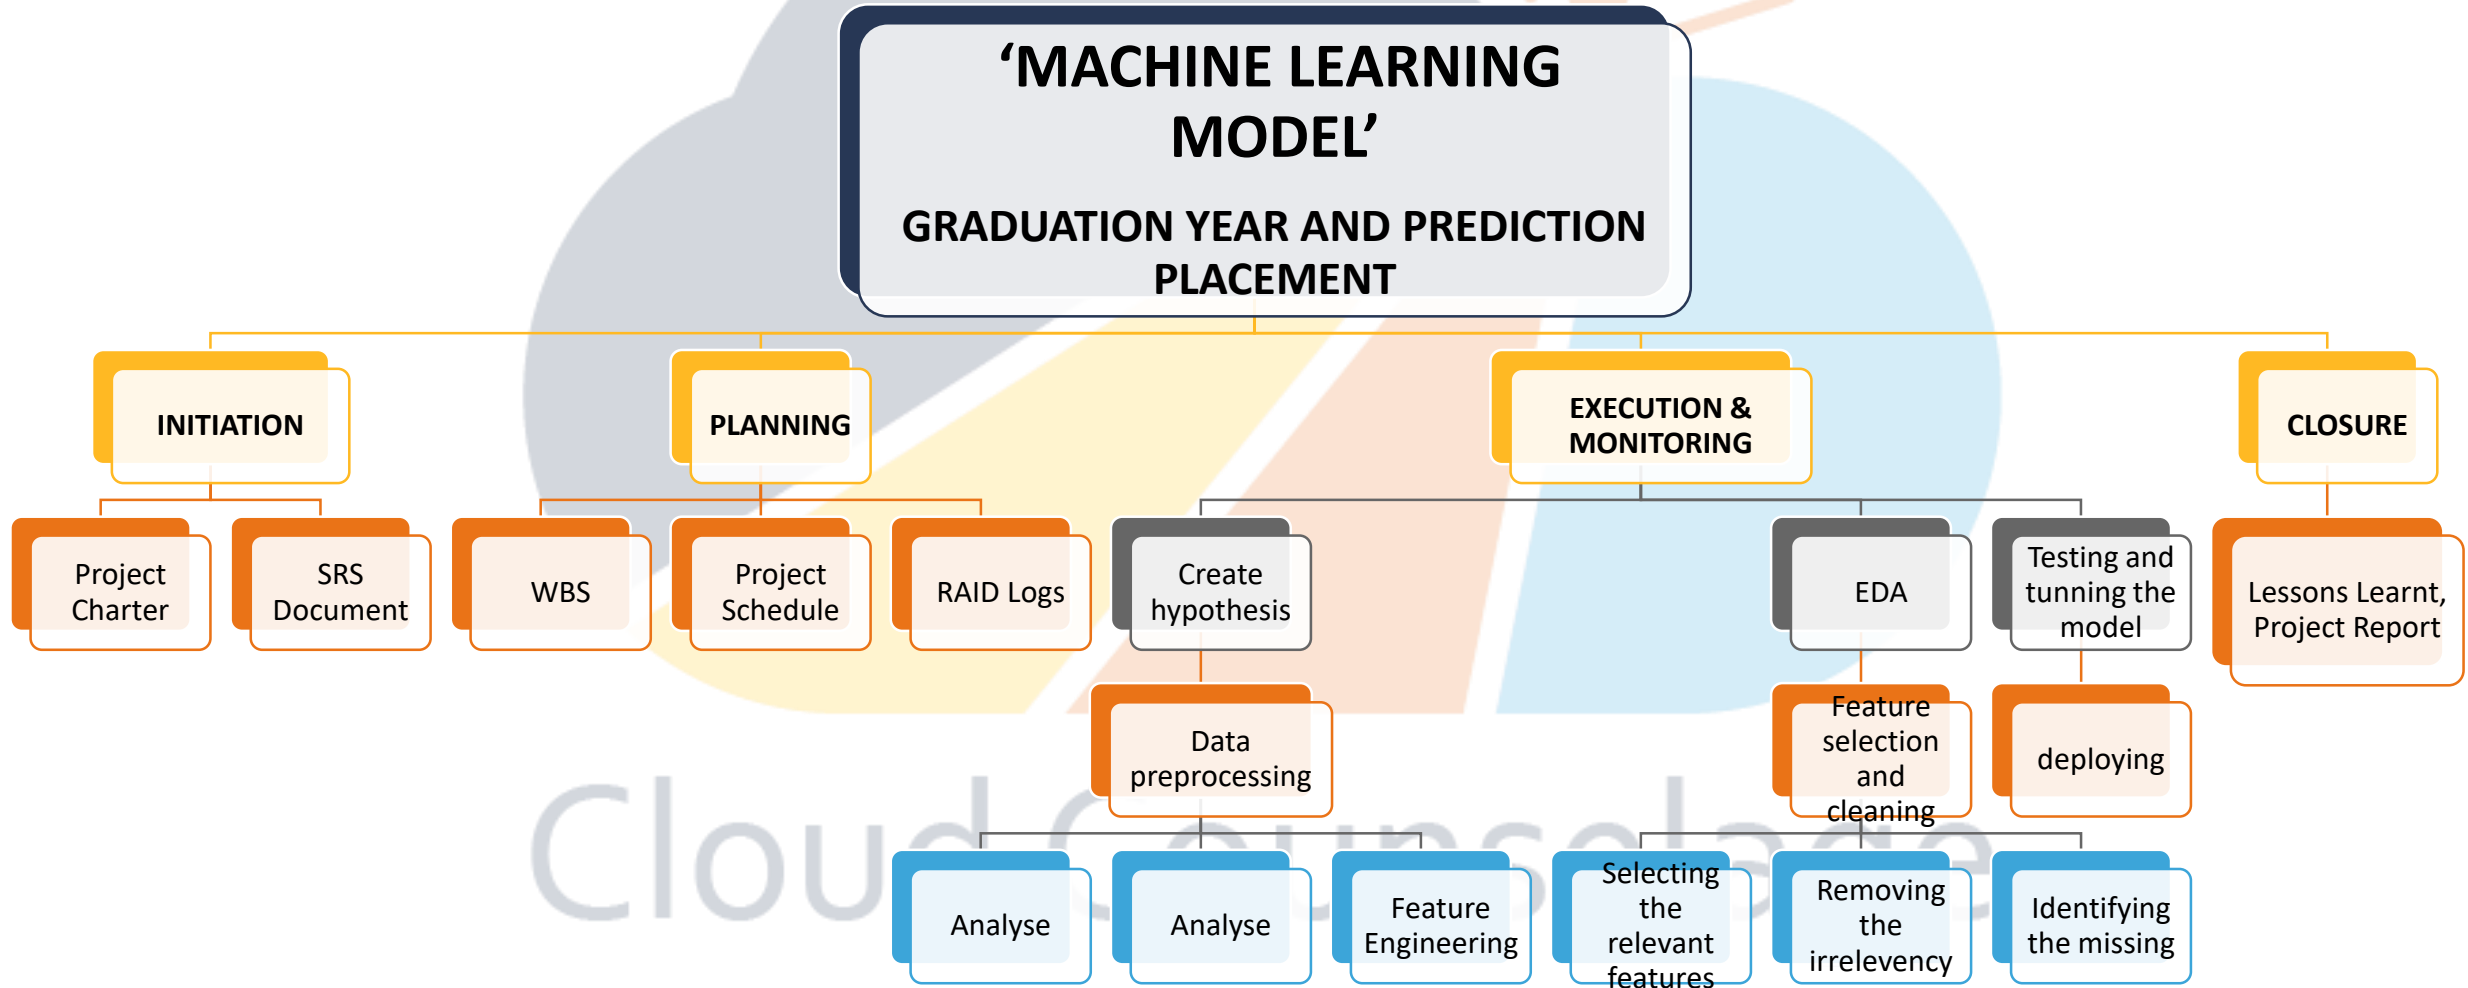 ‘MACHINE LEARNING
MODEL’
GRADUATION YEAR AND PREDICTION
PLACEMENT
INITIATION
PLANNING
EXECUTION &
MONITORING
CLOSURE
Project
Charter
SRS
Document
WBS
Project
Schedule
RAID Logs
Create
hypothesis
EDA
Testing and
tunning the
model
Lessons Learnt,
Project Report
Data
preprocessing
Feature
selection
and
cleaning
deploying
Analyse
Analyse
Feature
Engineering
Selecting
the
relevant
features
Removing
the
irrelevency
Identifying
the missing
Cloud Counselage